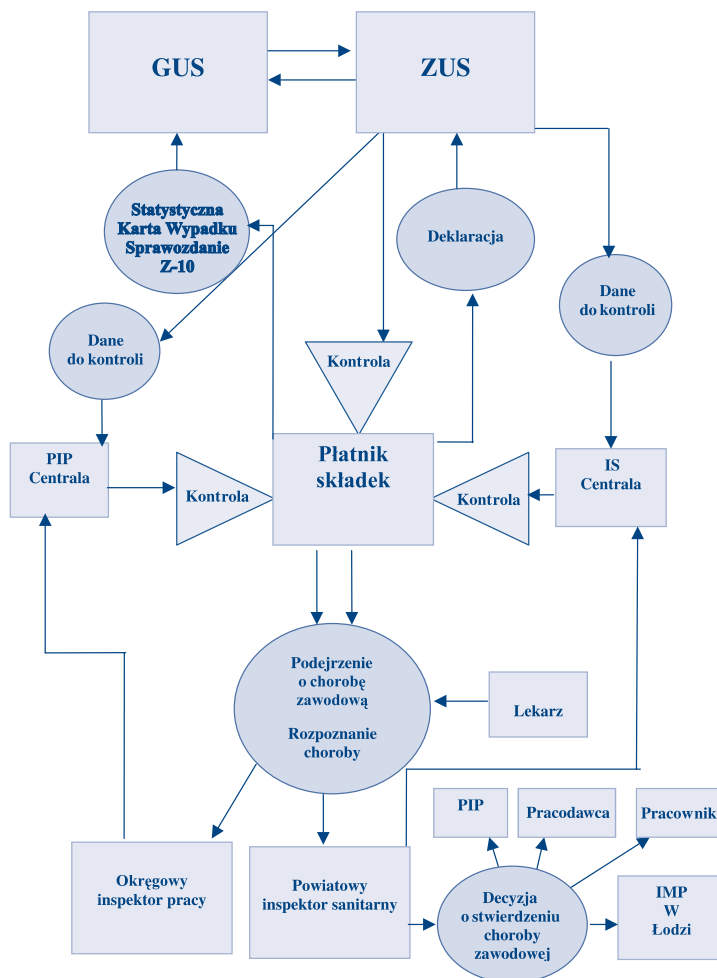 GUS
ZUS
Statystyczna
Karta Wypadku
Sprawozdanie
Z-10
Deklaracja
Dane
do kontroli
Dane
do kontroli
Kontrola
PIP
Centrala
Kontrola
Płatnik
składek
Kontrola
IS
Centrala
Podejrzenie
o chorobę
zawodową
Rozpoznanie
choroby
Lekarz
PIP
Pracodawca
Pracownik
Okręgowy
inspektor pracy
Powiatowy
inspektor sanitarny
Decyzja
o stwierdzeniu
choroby
zawodowej
IMP
W
Łodzi